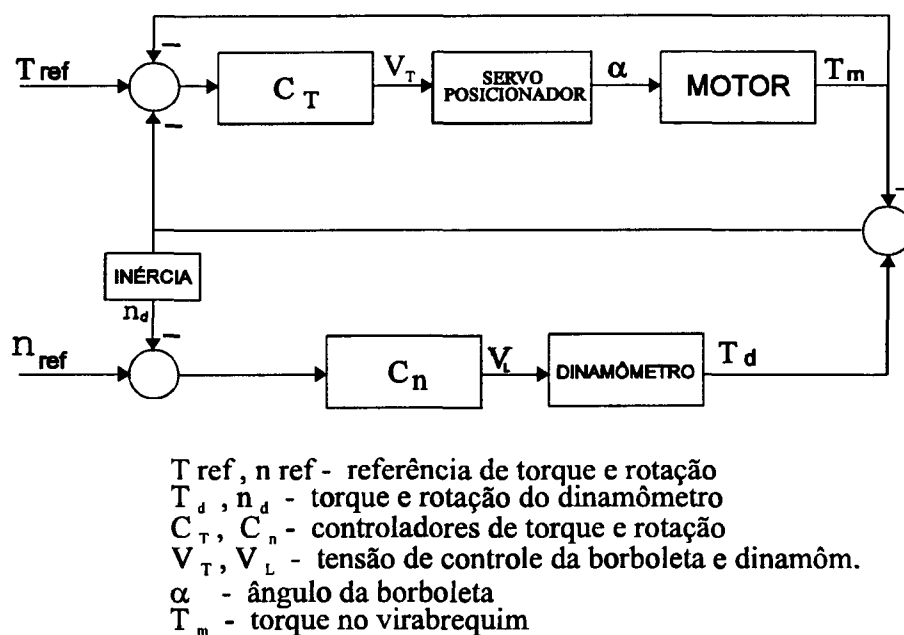 T ref
C T
V T
SERVO
POSICIONADOR
α
MOTOR
T m
INÉRCIA
n d
n ref
C n
V L
DINAMÔMETRO
T d
T ref , n ref - referência de torque e rotação
T d , n d - torque e rotação do dinamômetro
C T , C n - controladores de torque e rotação
V T , V L - tensão de controle da borboleta e dinamôm.
α - ângulo da borboleta
T m - torque no virabrequim